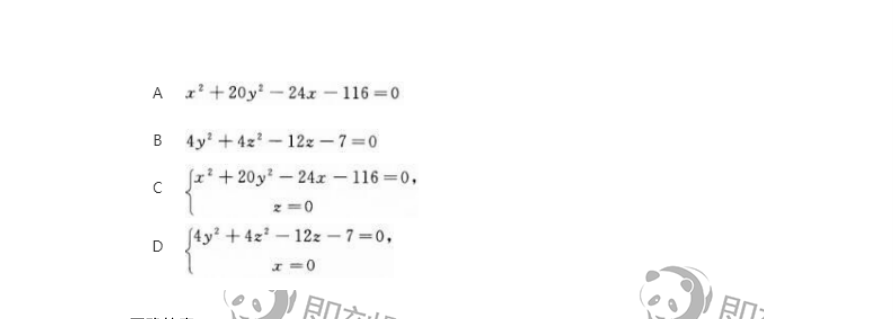 A x² + 20y² − 24x − 116 = 0
B 4y² + 4z² − 12z − 7 = 0
C { x² + 20y² − 24x − 116 = 0,
z = 0
D { 4y² + 4z² − 12z − 7 = 0,
x = 0